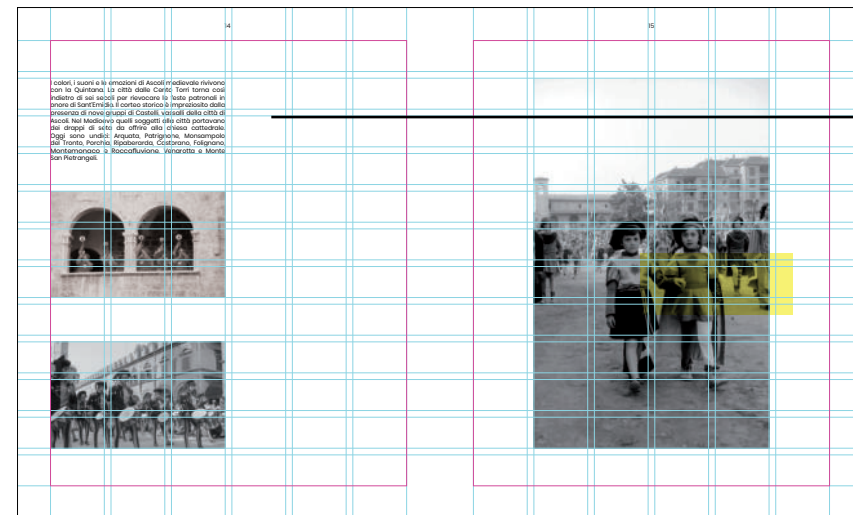 14
15
I colori, i suoni e le emozioni di Ascoli medievale rivivono
con la Quintana. La città dalle Cento Torri torna così
indietro di sei secoli per rievocare le feste patronali in
onore di Sant'Emidio. Il corteo storico è impreziosito dalla
presenza di nove gruppi di Castelli, vassalli della città di
Ascoli. Nel Medioevo quelli soggetti alla città portavano
dei drappi di seta da offrire alla chiesa cattedrale.
Oggi sono undici: Arquata, Patrignone, Monsampolo
del Tronto, Porchia, Ripaberarda, Castorano, Folignano,
Montemonaco e Roccafluvione, Venarotta e Monte
San Pietrangeli.